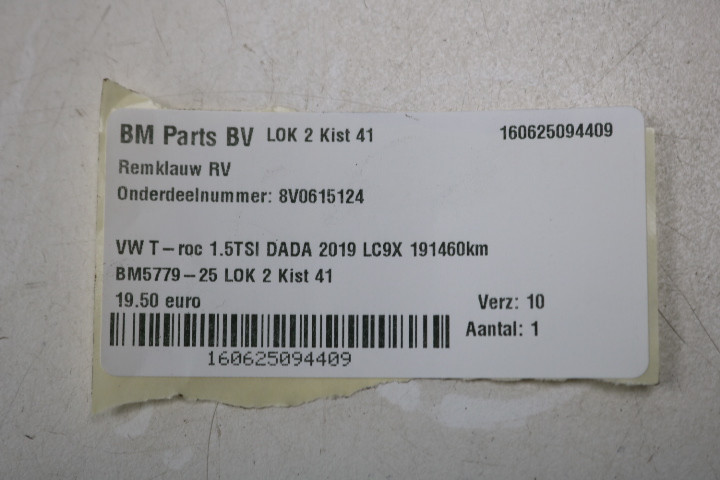 BM Parts BV LOK 2 Kist 41 160625094409
Remklauw RV
Onderdeelnummer: 8V0615124
VW T-roc 1.5TSI DADA 2019 LC9X 191460km
BM5779-25 LOK 2 Kist 41
19.50 euro Verz: 10
Aantal: 1
160625094409